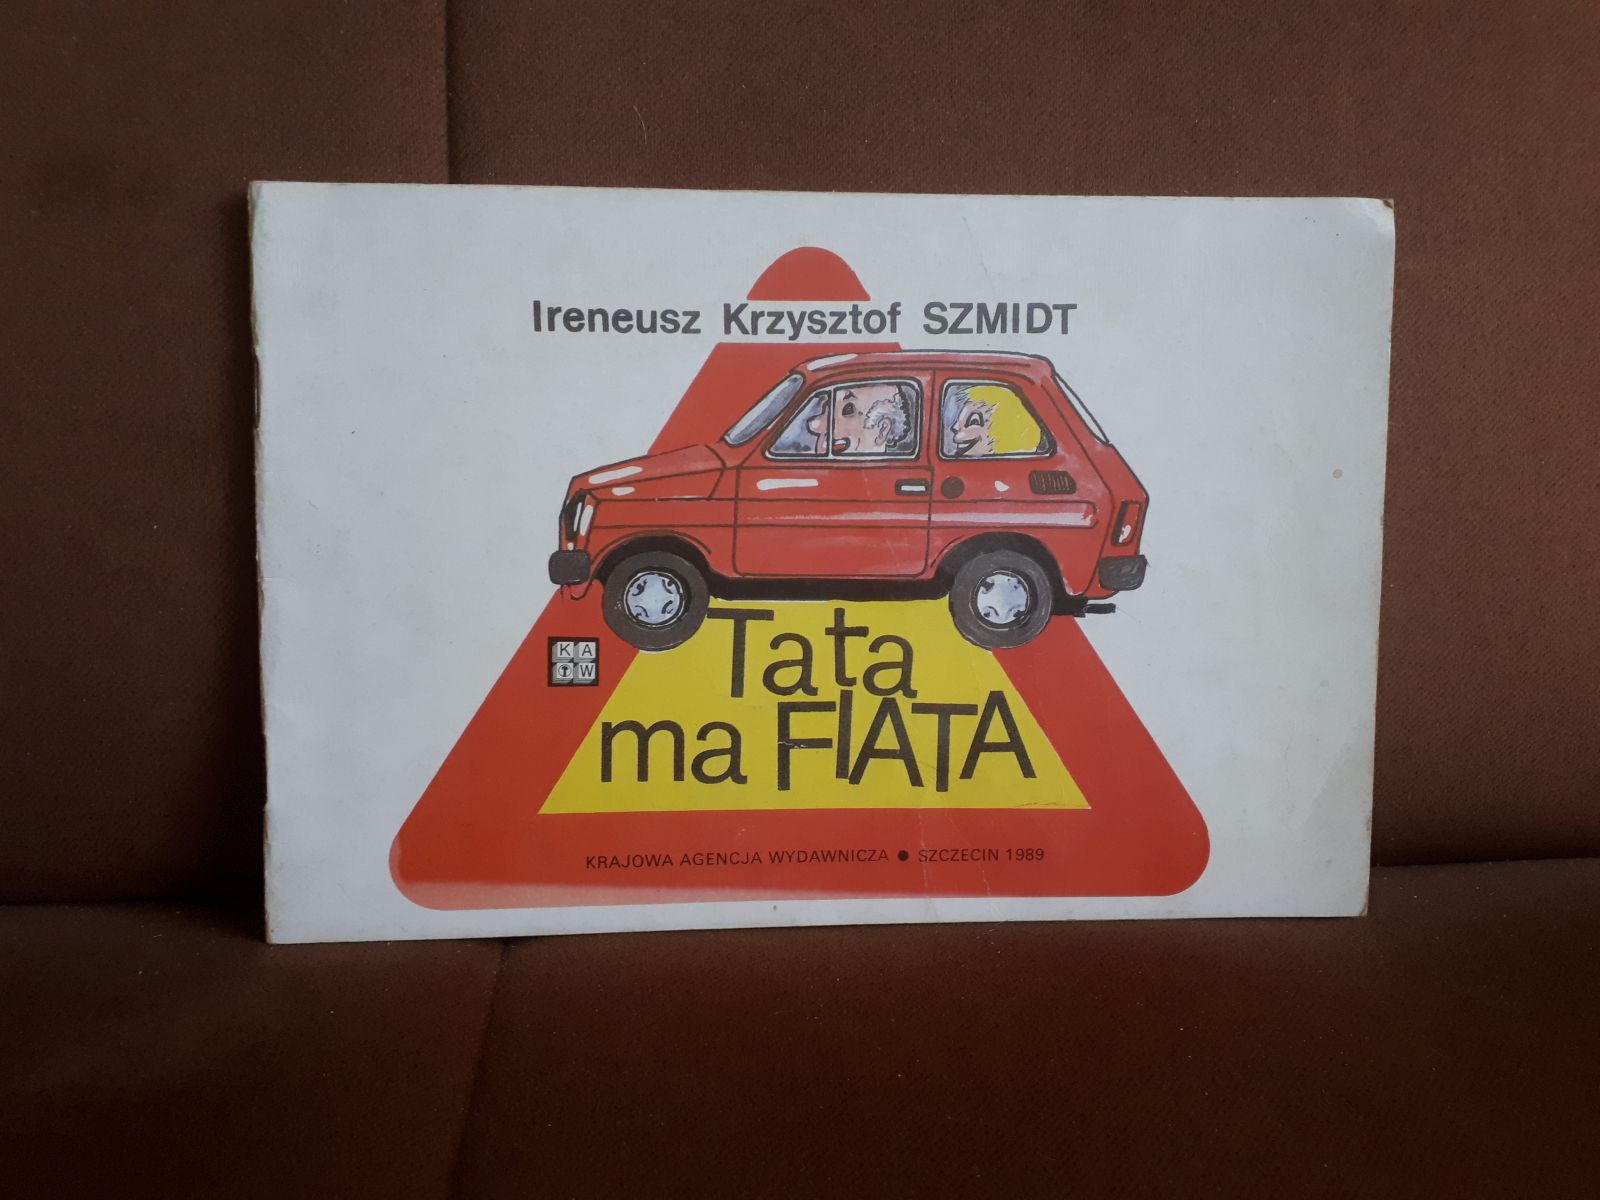 Ireneusz Krzysztof SZMIDT
K A
W
Tata
ma FIATA
KRAJOWA AGENCJA WYDAWNICZA ● SZCZECIN 1989